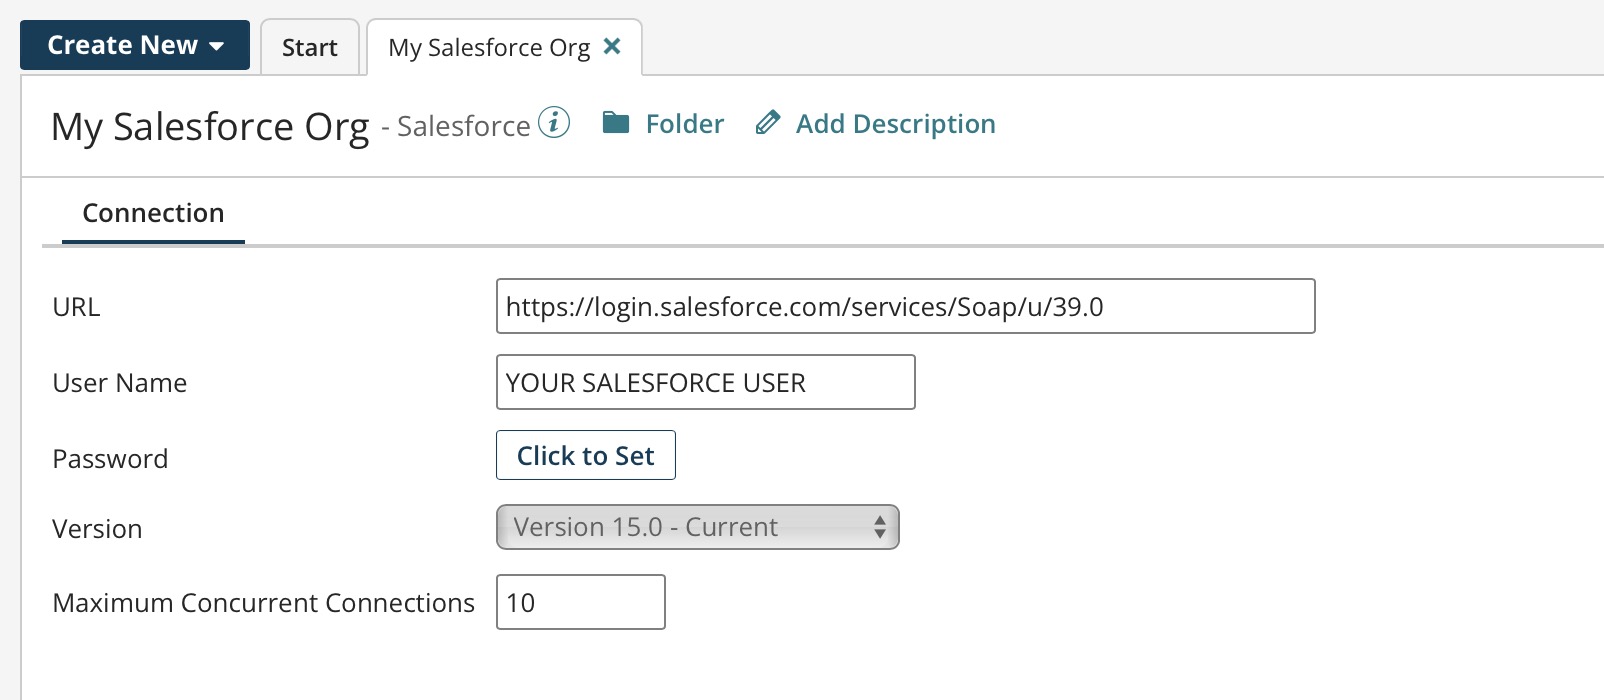 Create New
Start
My Salesforce Org
My Salesforce Org - Salesforce
Folder
Add Description
Connection
URL
https://login.salesforce.com/services/Soap/u/39.0
User Name
YOUR SALESFORCE USER
Password
Click to Set
Version
Version 15.0 - Current
Maximum Concurrent Connections
10